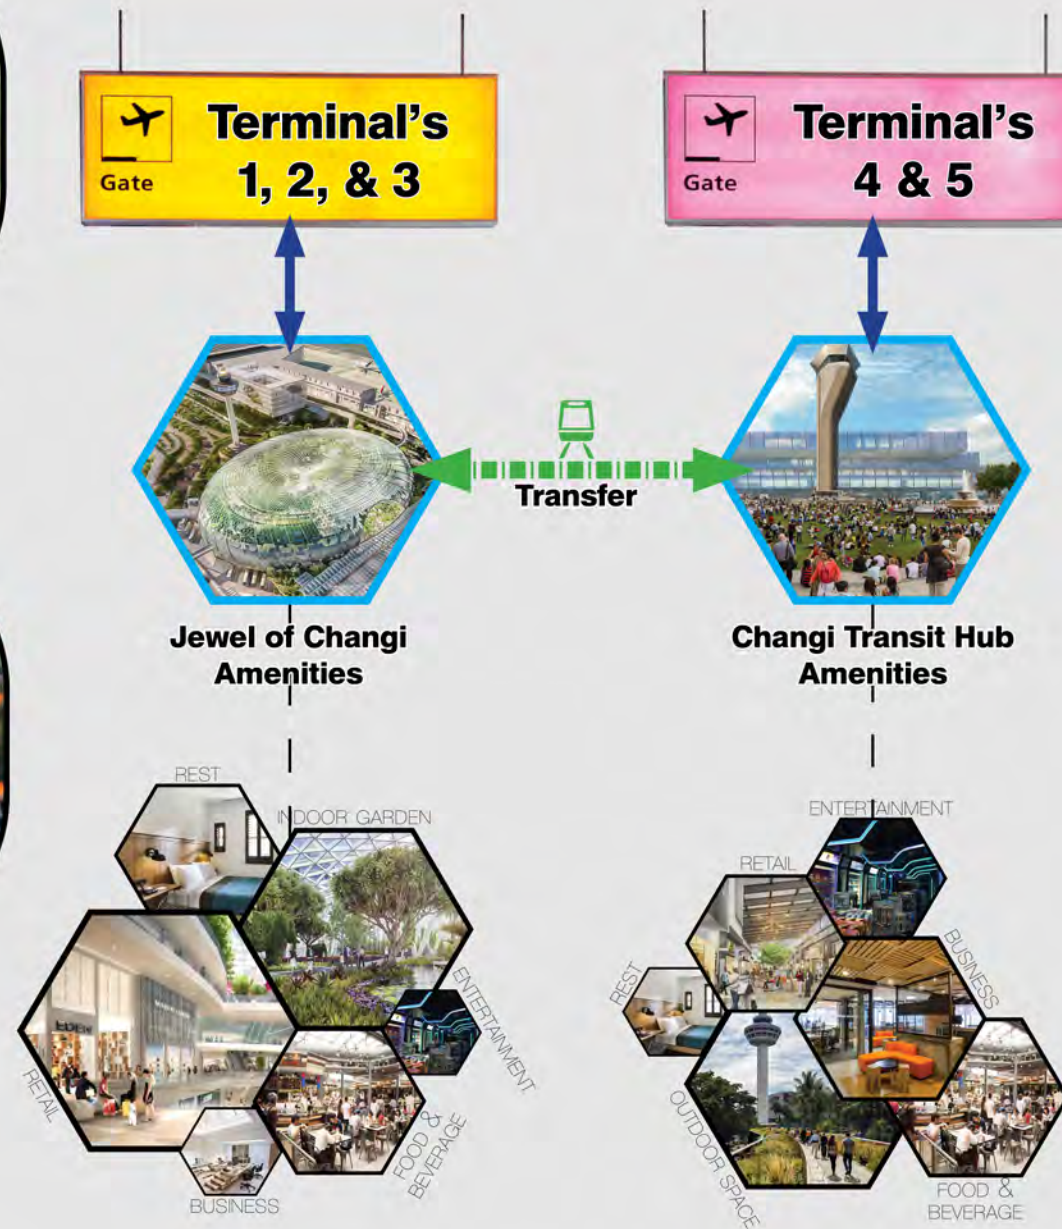 Gate
Terminal's
1, 2, & 3
Gate
Terminal's
4 & 5
Transfer
Jewel of Changi
Amenities
Changi Transit Hub
Amenities
REST
INDOOR GARDEN
ENTERTAINMENT
RETAIL
FOOD &
BEVERAGE
BUSINESS
ENTERTAINMENT
RETAIL
BUSINESS
REST
OUTDOOR SPACE
FOOD &
BEVERAGE